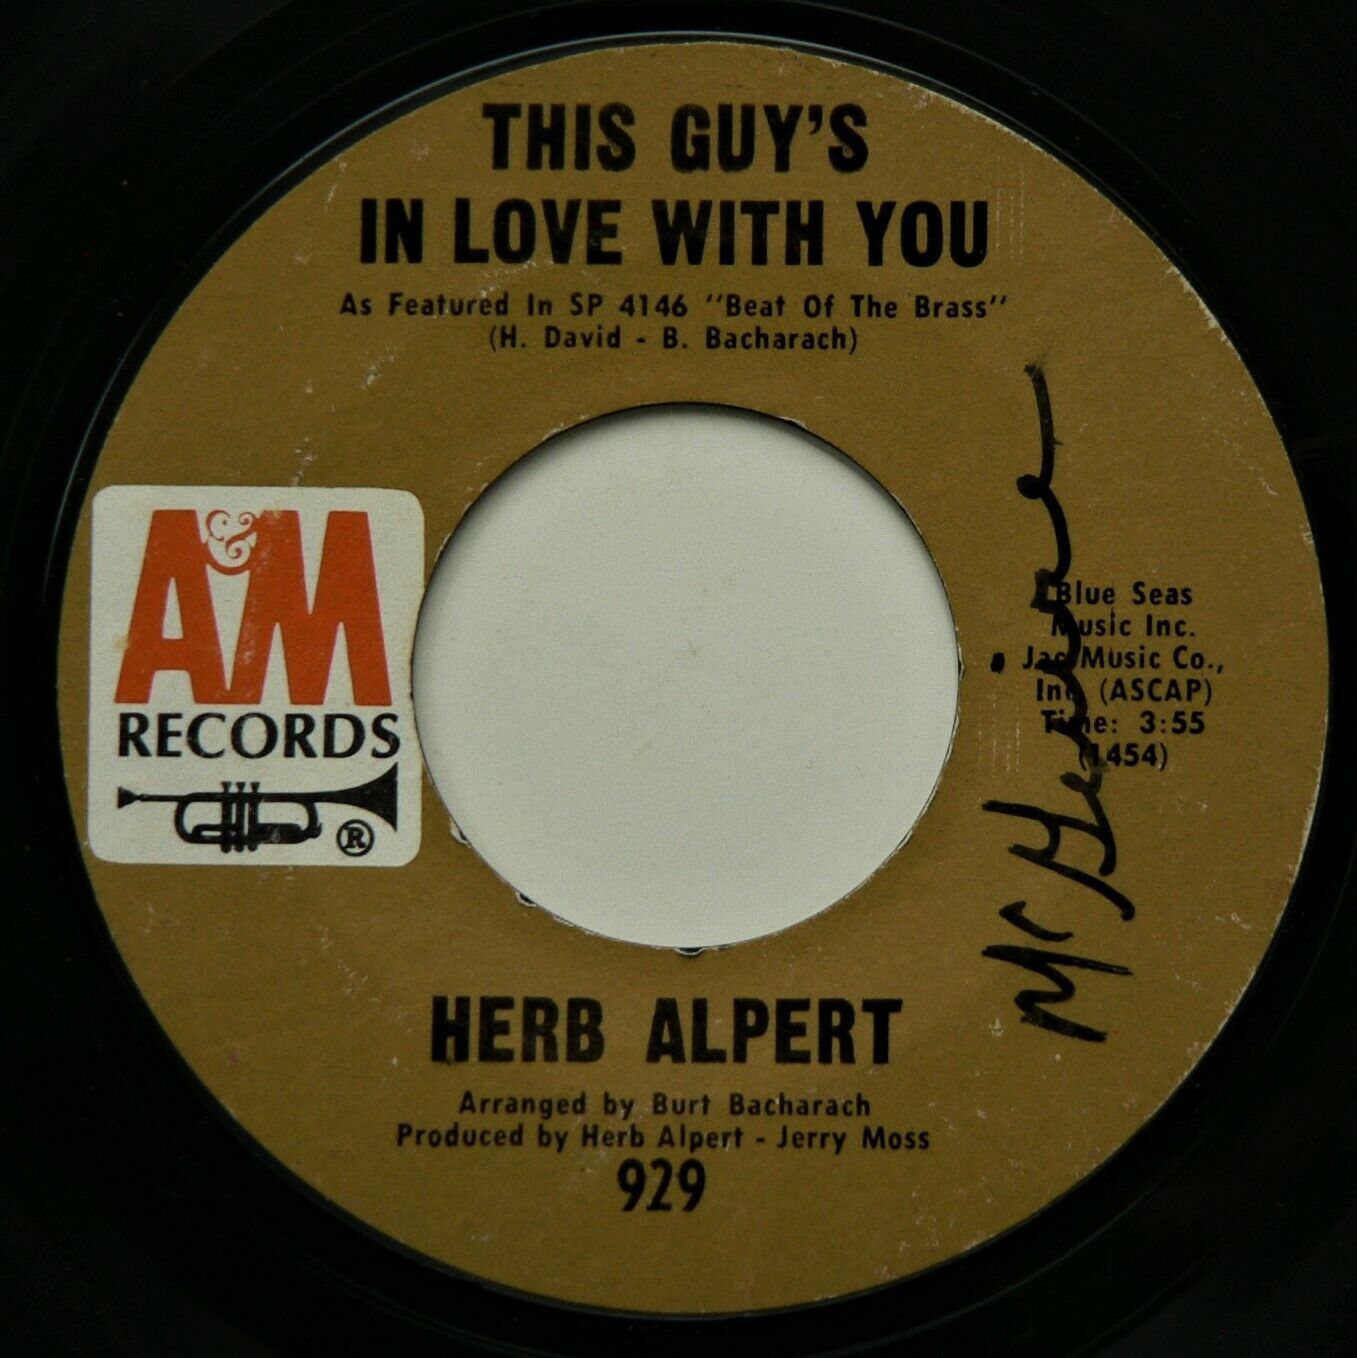 THIS GUY'S
IN LOVE WITH YOU
As Featured In SP 4146 "Beat Of The Brass"
(H. David - B. Bacharach)
A&M
RECORDS
®
Blue Seas
Music Inc.
Jac Music Co.,
Inc. (ASCAP)
Time: 3:55
(1454)
HERB ALPERT
Arranged by Burt Bacharach
Produced by Herb Alpert - Jerry Moss
929